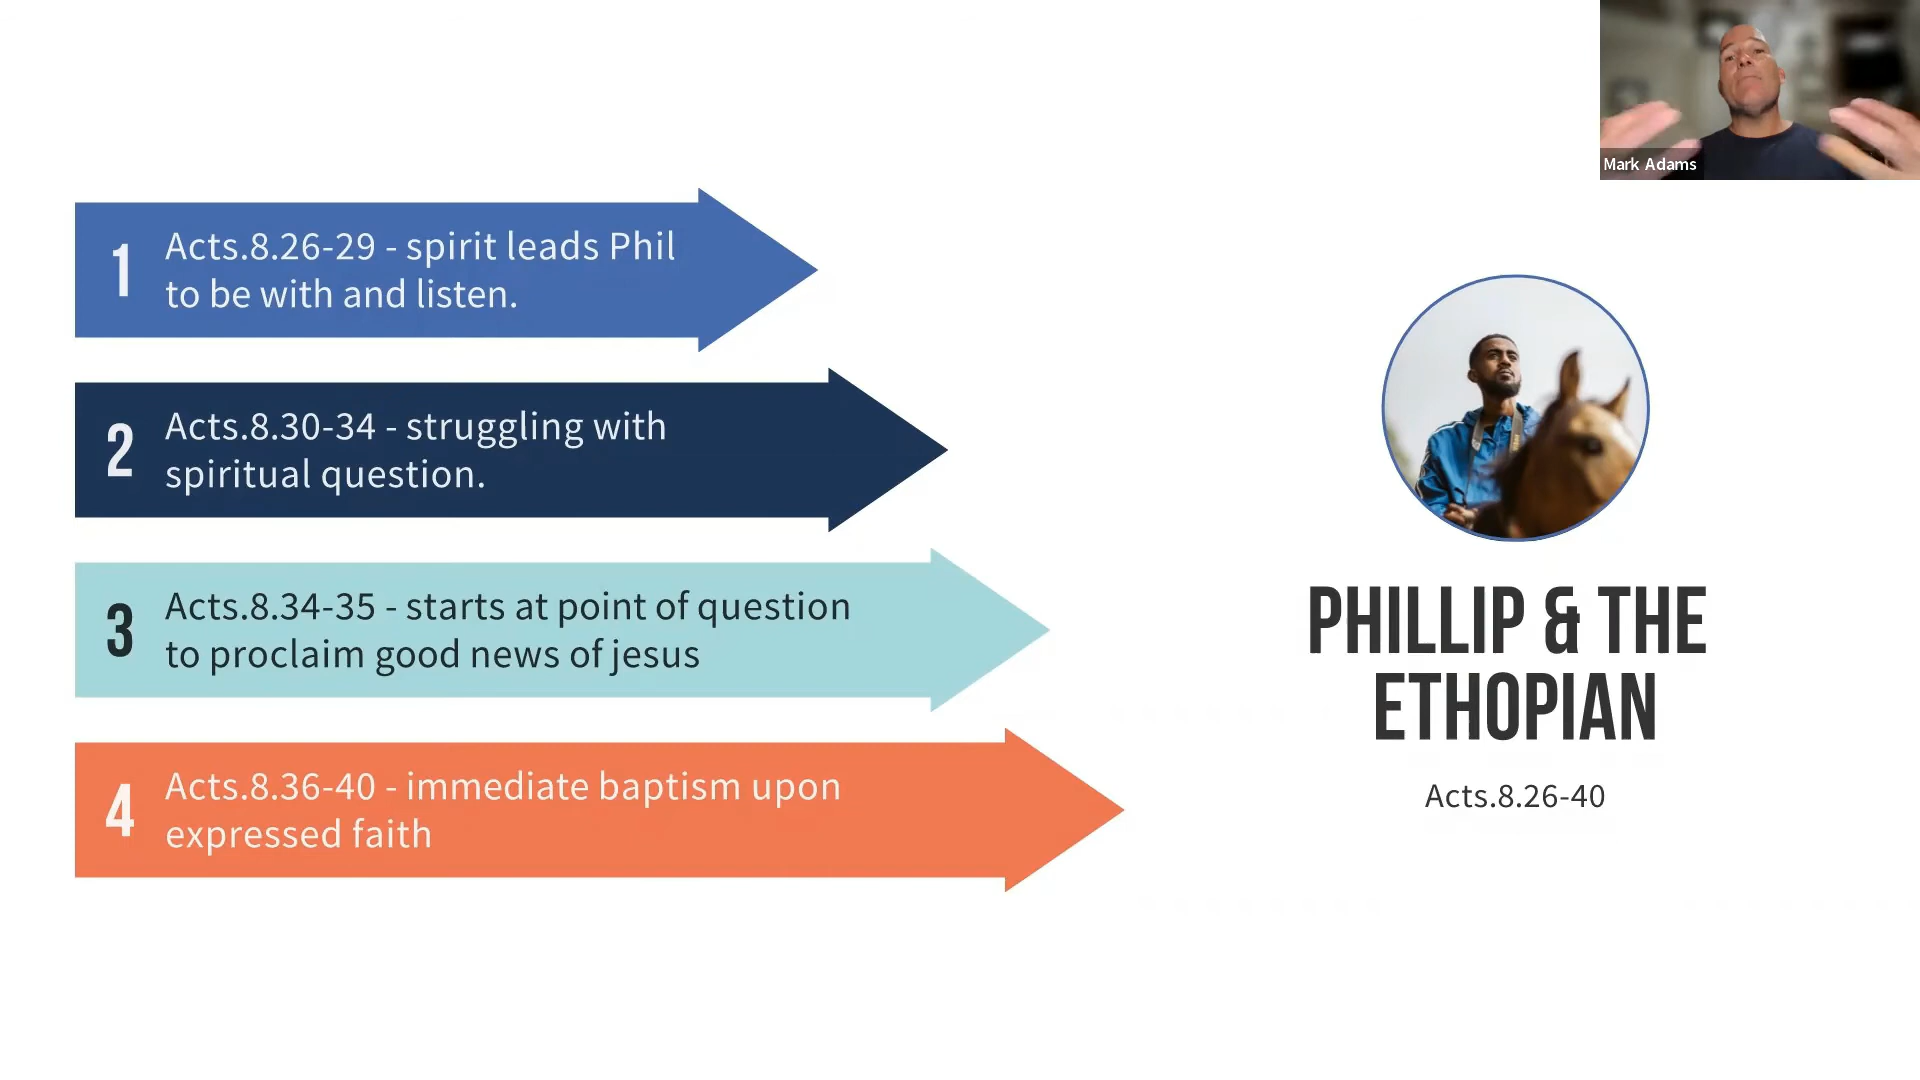 Mark Adams
1
Acts.8.26-29 - spirit leads Phil
to be with and listen.
2
Acts.8.30-34 - struggling with
spiritual question.
3
Acts.8.34-35 - starts at point of question
to proclaim good news of jesus
4
Acts.8.36-40 - immediate baptism upon
expressed faith
PHILLIP & THE
ETHOPIAN
Acts.8.26-40